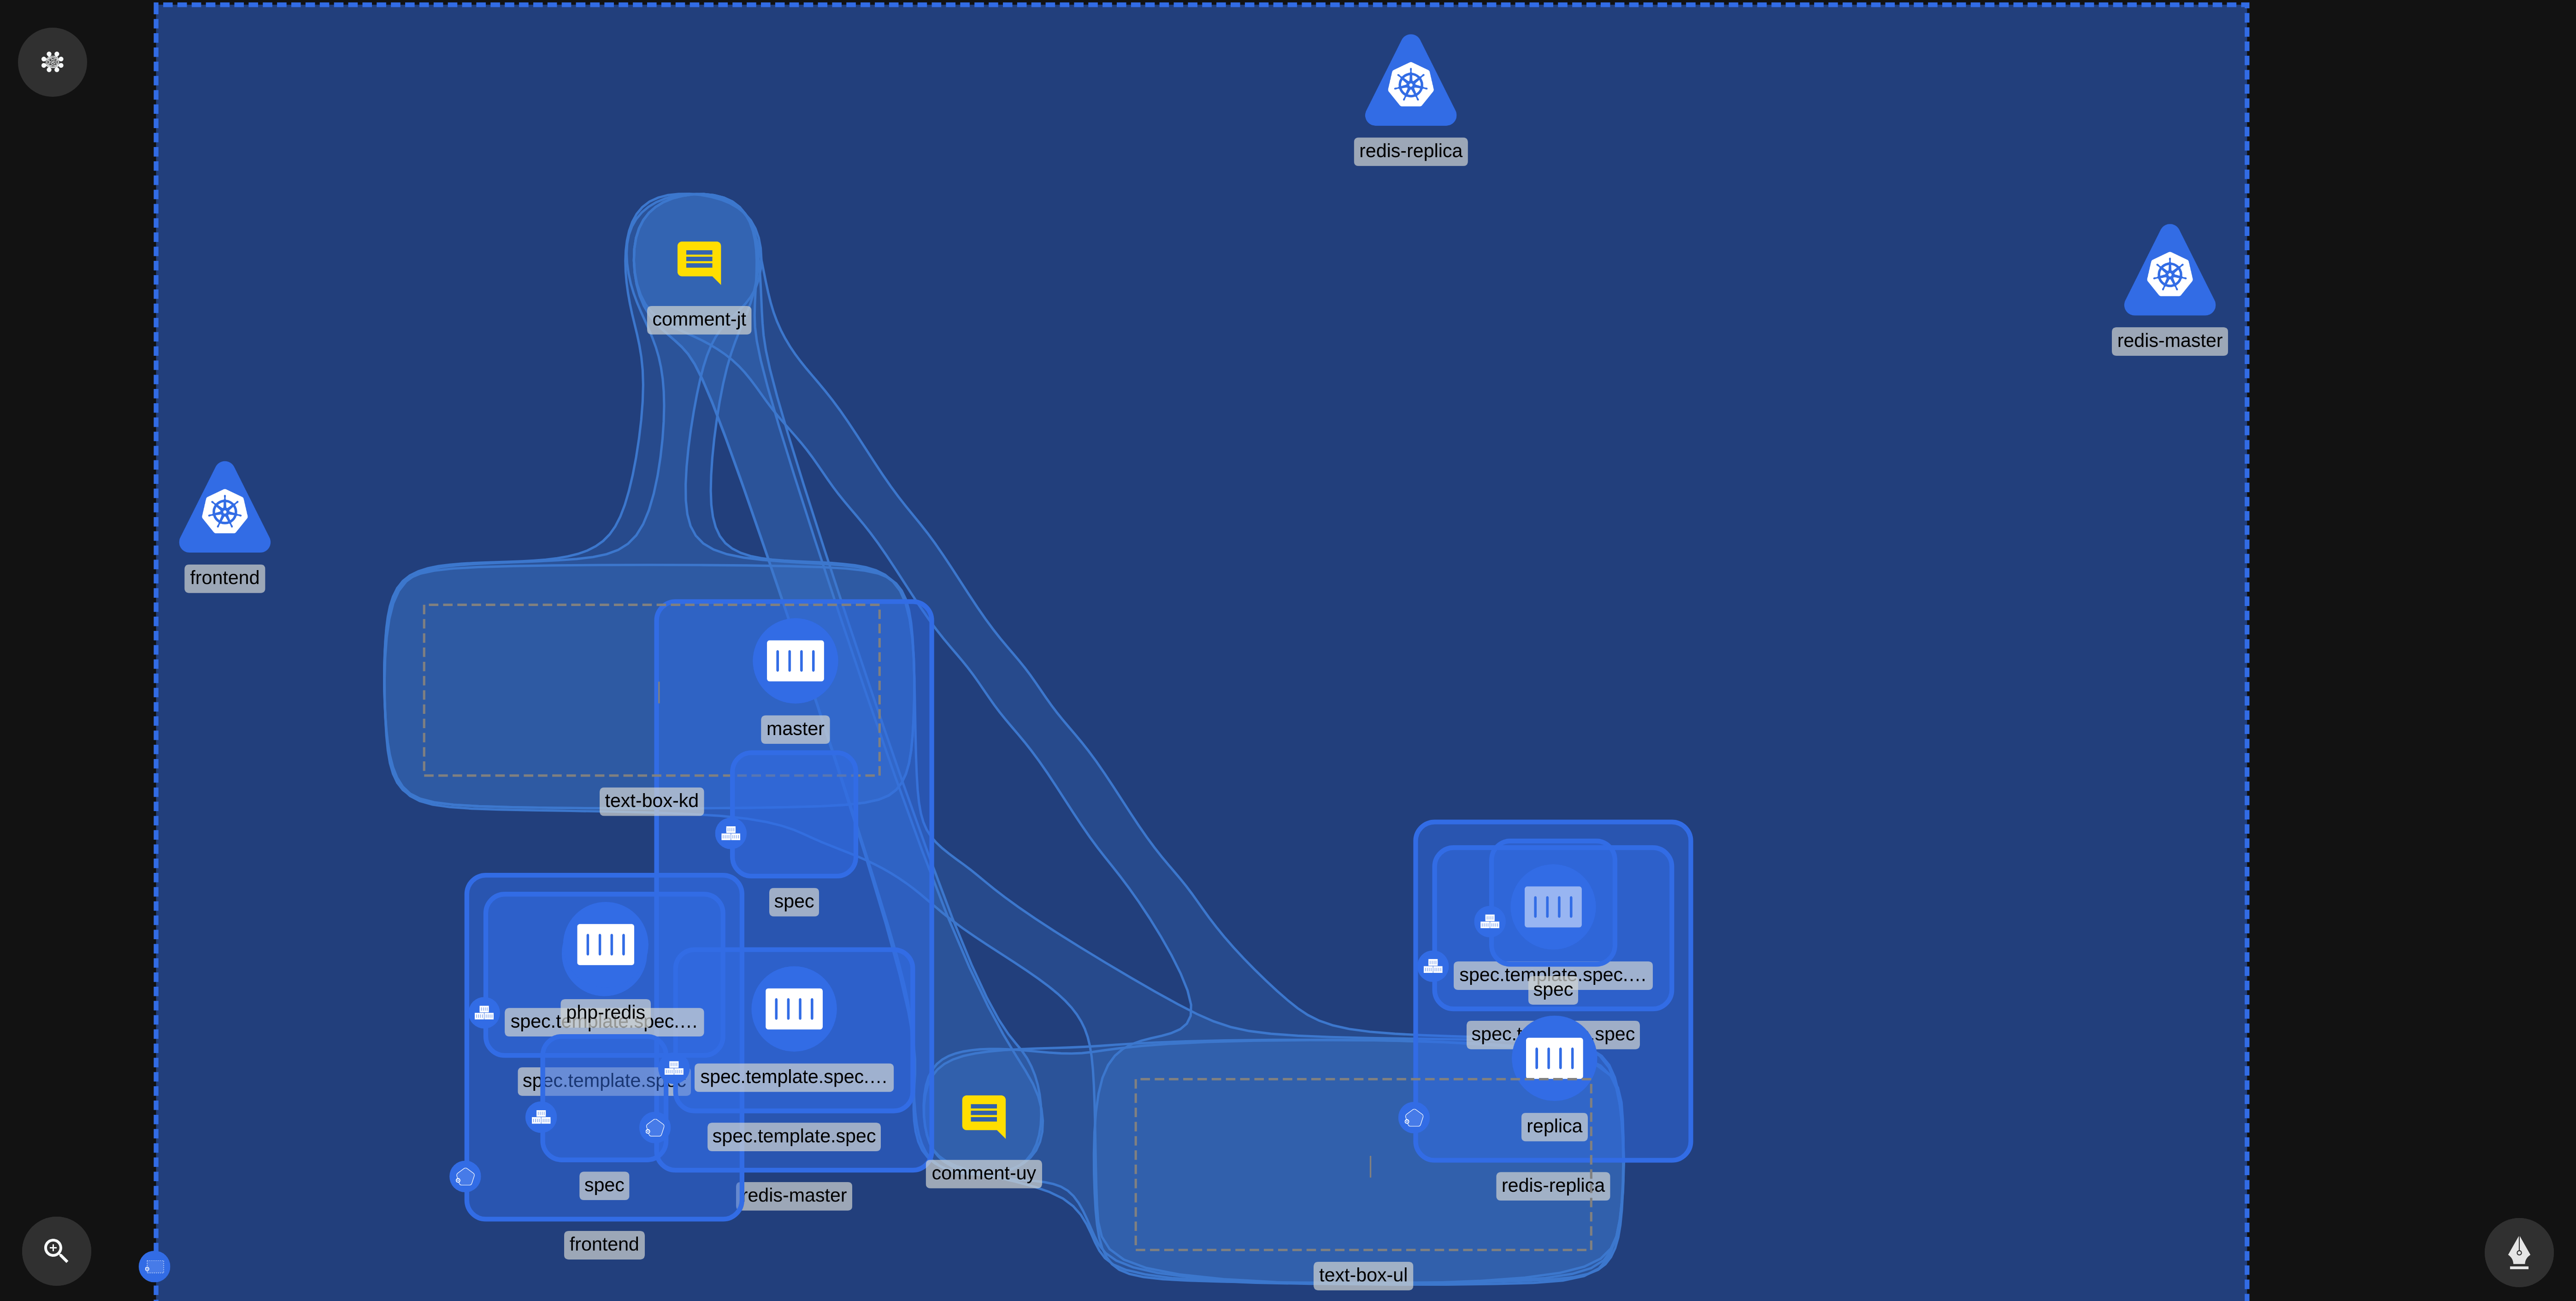 redis-replica
comment-jt
redis-master
frontend
master
text-box-kd
spec
spec.template.spec....
spec
php-redis
spec.template.spec....
spec.template.spec
spec.template.spec
spec.template.spec....
replica
spec.template.spec
comment-uy
spec
redis-master
redis-replica
frontend
text-box-ul